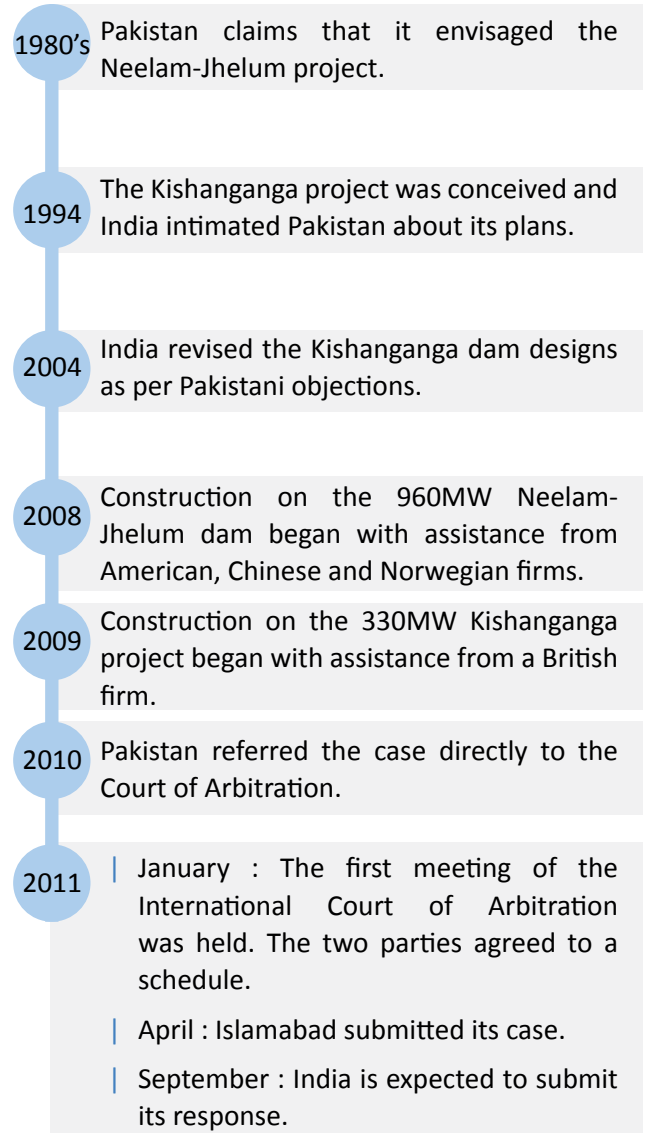 1980's
Pakistan claims that it envisaged the
Neelam-Jhelum project.
1994
The Kishanganga project was conceived and
India intimated Pakistan about its plans.
2004
India revised the Kishanganga dam designs
as per Pakistani objections.
2008
Construction on the 960MW Neelam-
Jhelum dam began with assistance from
American, Chinese and Norwegian firms.
2009
Construction on the 330MW Kishanganga
project began with assistance from a British
firm.
2010
Pakistan referred the case directly to the
Court of Arbitration.
2011
| January : The first meeting of the
International Court of Arbitration
was held. The two parties agreed to a
schedule.
| April : Islamabad submitted its case.
| September : India is expected to submit
its response.